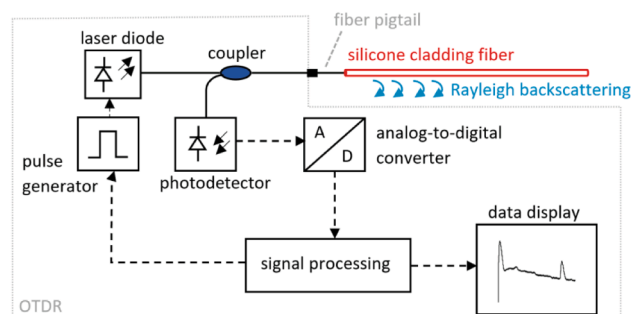 fiber pigtail
laser diode
coupler
silicone cladding fiber
Rayleigh backscattering
pulse
generator
photodetector
A
D
analog-to-digital
converter
data display
signal processing
OTDR